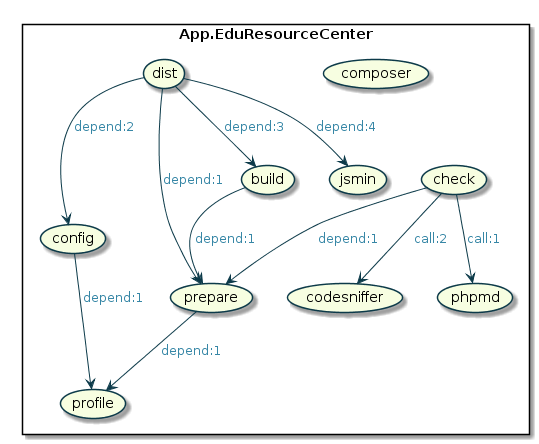 App.EduResourceCenter
dist
composer
depend:2
depend:3
depend:4
depend:1
build
jsmin
check
config
depend:1
depend:1
call:2
call:1
depend:1
prepare
codesniffer
phpmd
depend:1
profile